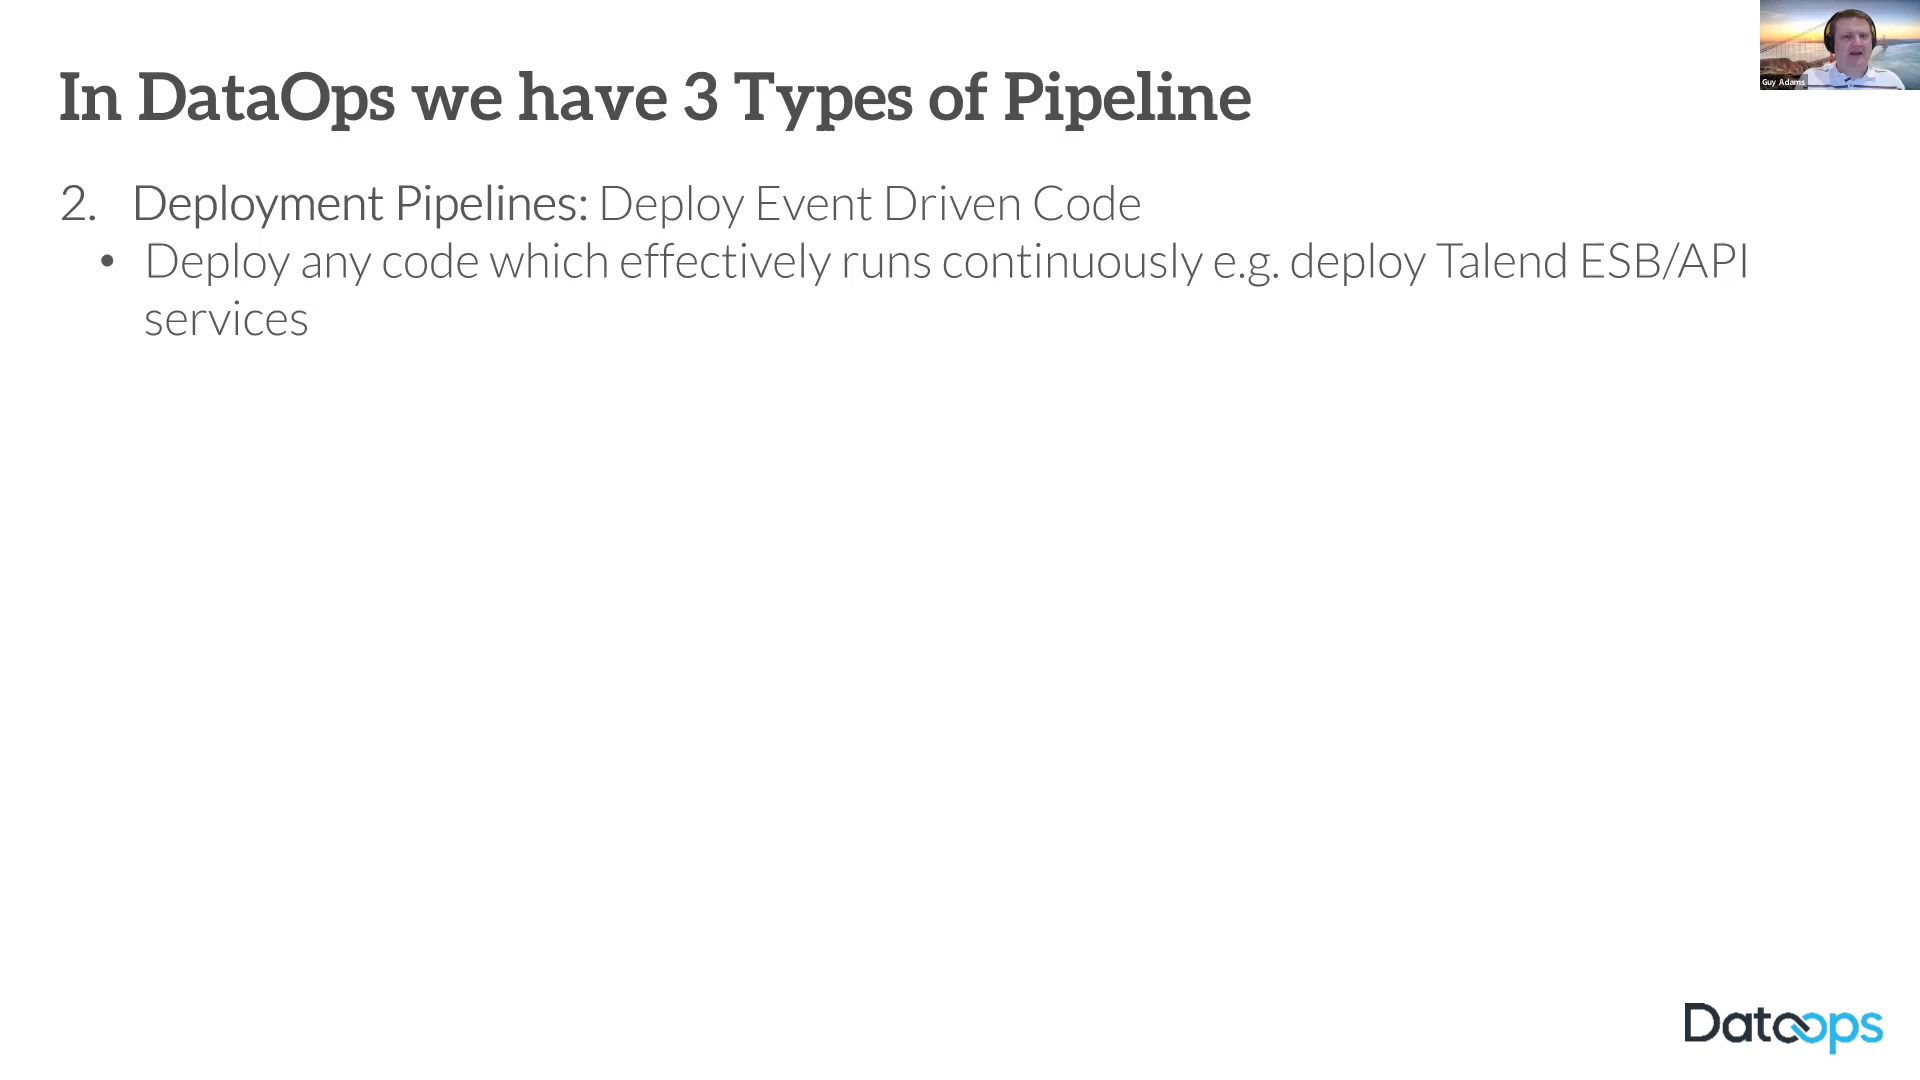 In DataOps we have 3 Types of Pipeline
Guy Adams
2. Deployment Pipelines: Deploy Event Driven Code
• Deploy any code which effectively runs continuously e.g. deploy Talend ESB/API
services
Dataops